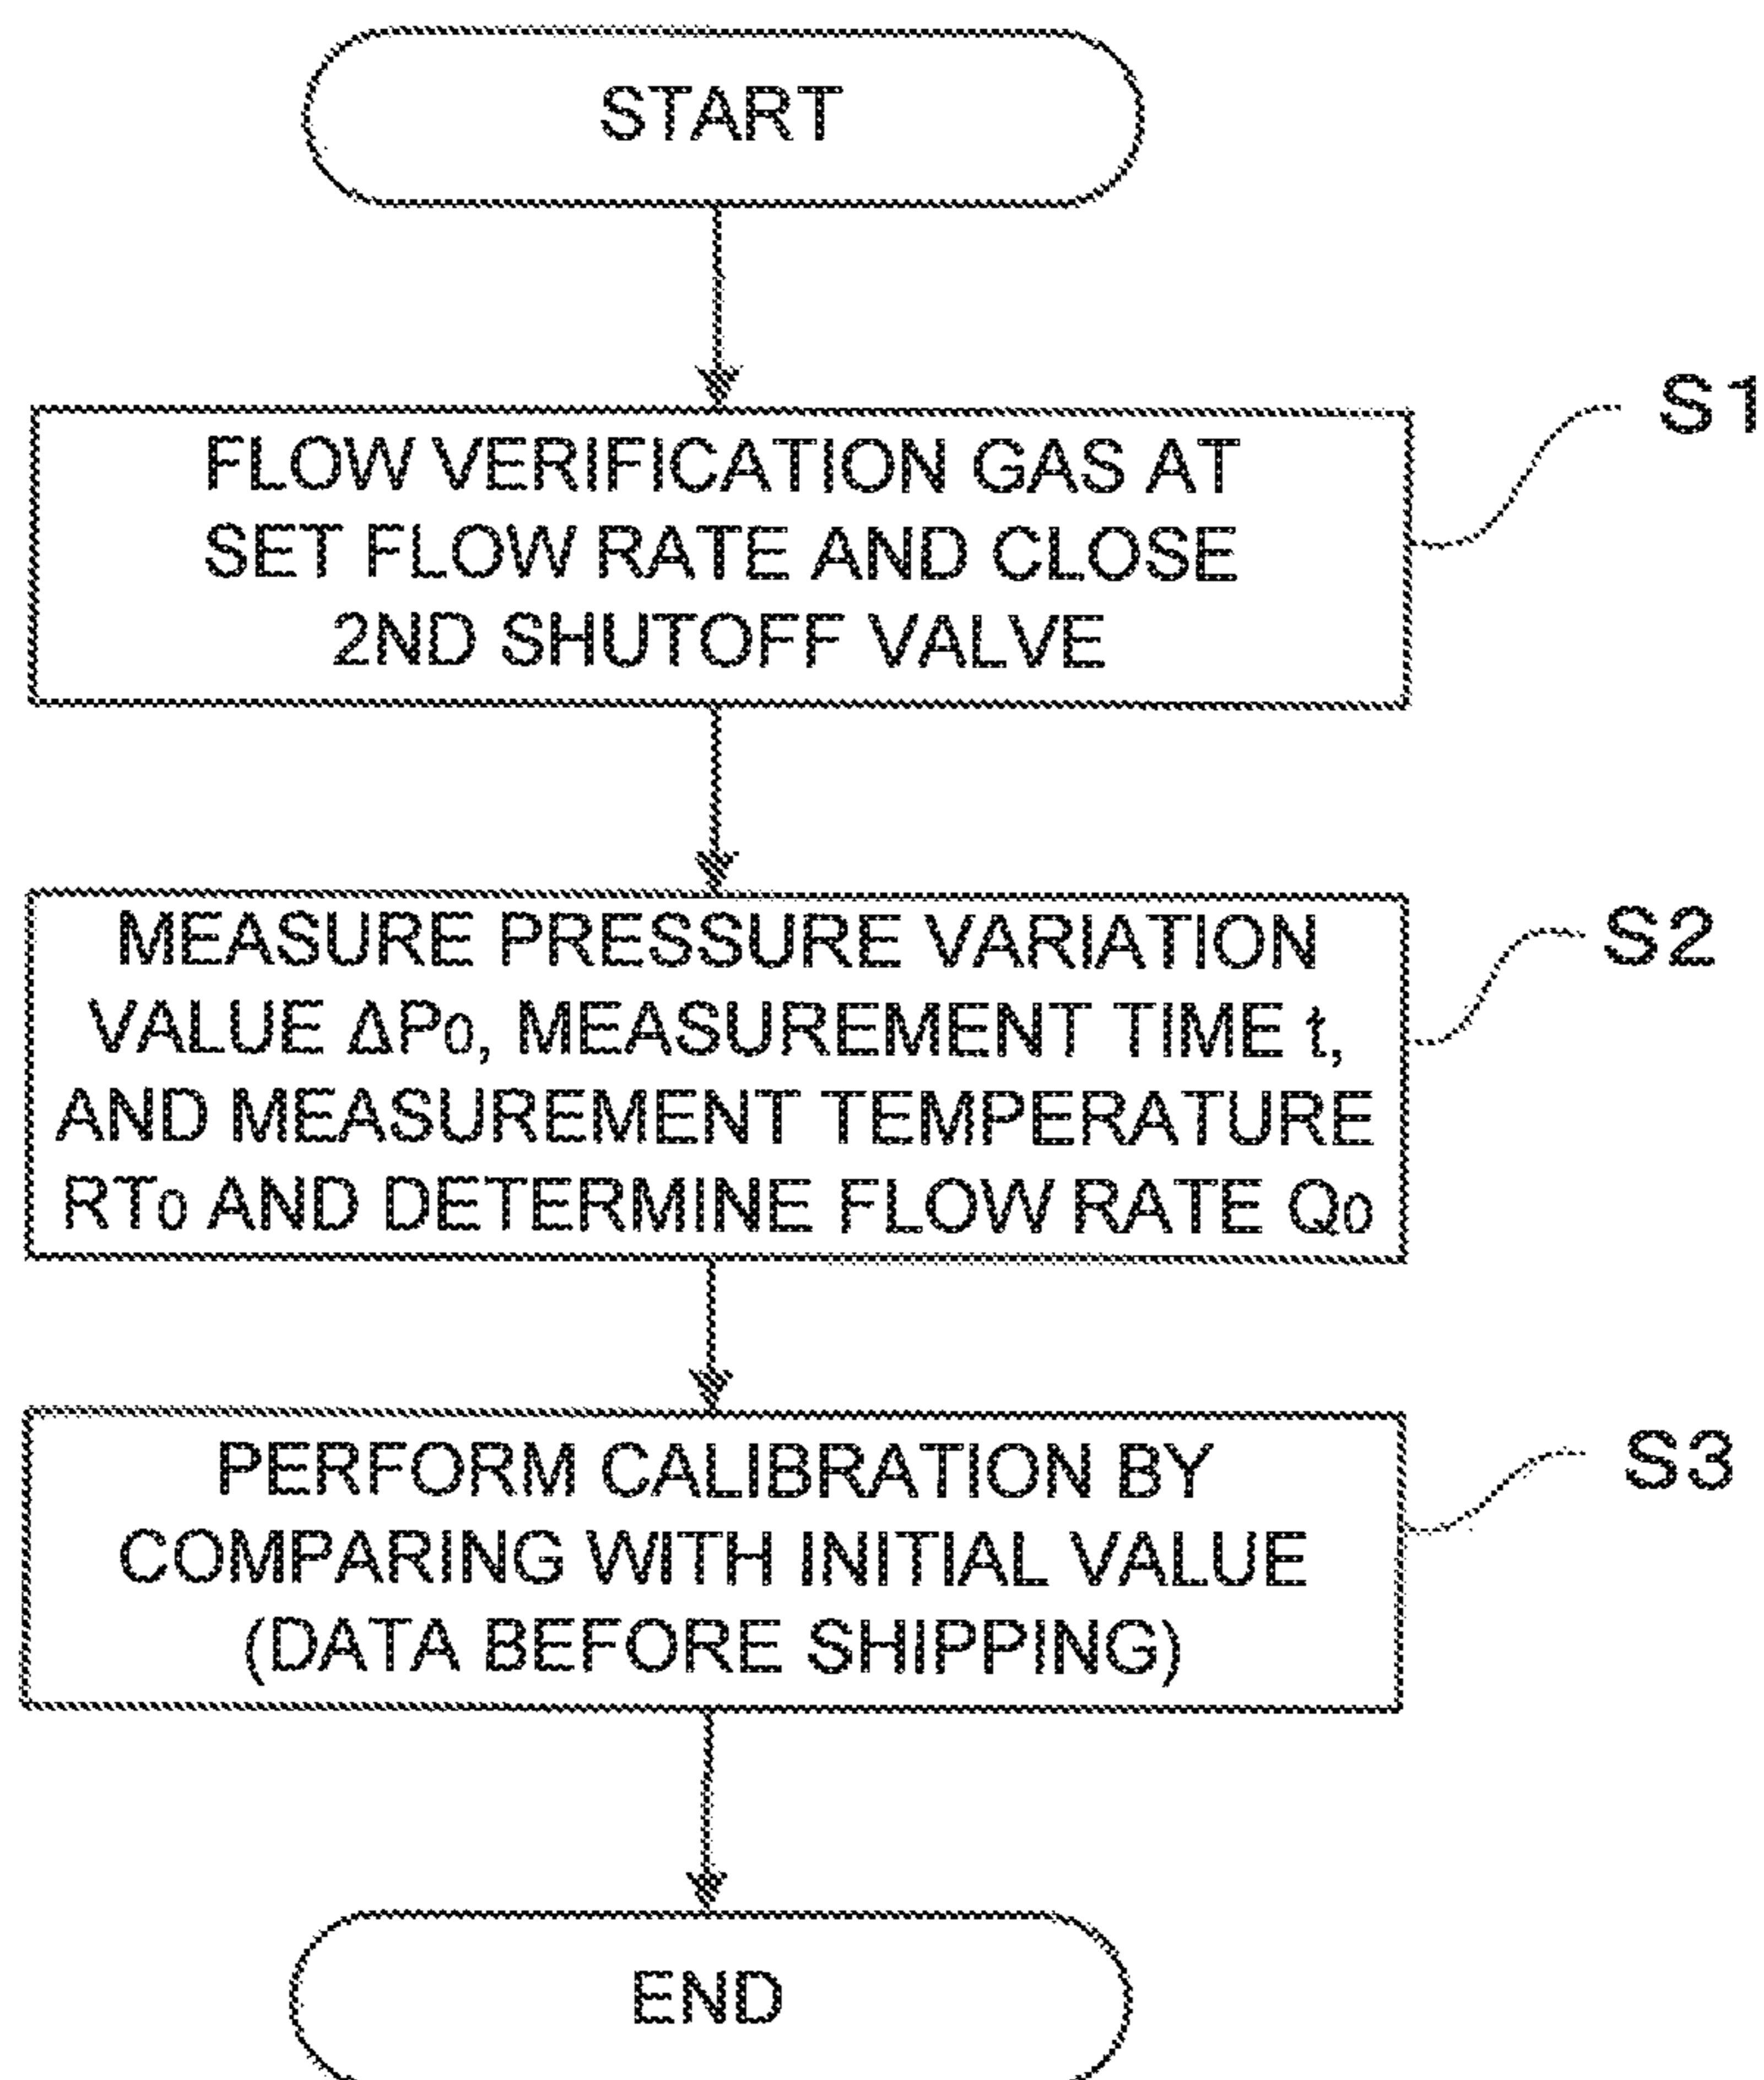 START
S1
FLOW VERIFICATION GAS AT
SET FLOW RATE AND CLOSE
2ND SHUTOFF VALVE
S2
MEASURE PRESSURE VARIATION
VALUE ΔP₀, MEASUREMENT TIME t,
AND MEASUREMENT TEMPERATURE
RT₀ AND DETERMINE FLOW RATE Q₀
S3
PERFORM CALIBRATION BY
COMPARING WITH INITIAL VALUE
(DATA BEFORE SHIPPING)
END